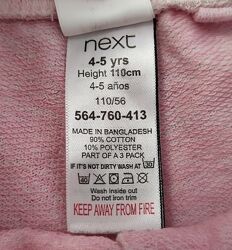 next
4-5 yrs
Height 110cm
4-5 años
110/56
564-760-413
MADE IN BANGLADESH
90% COTTON
10% POLYESTER
PART OF A 3 PACK
IF IT'S NOT DIRTY WASH AT 30
Wash inside out
Do not iron trim
KEEP AWAY FROM FIRE